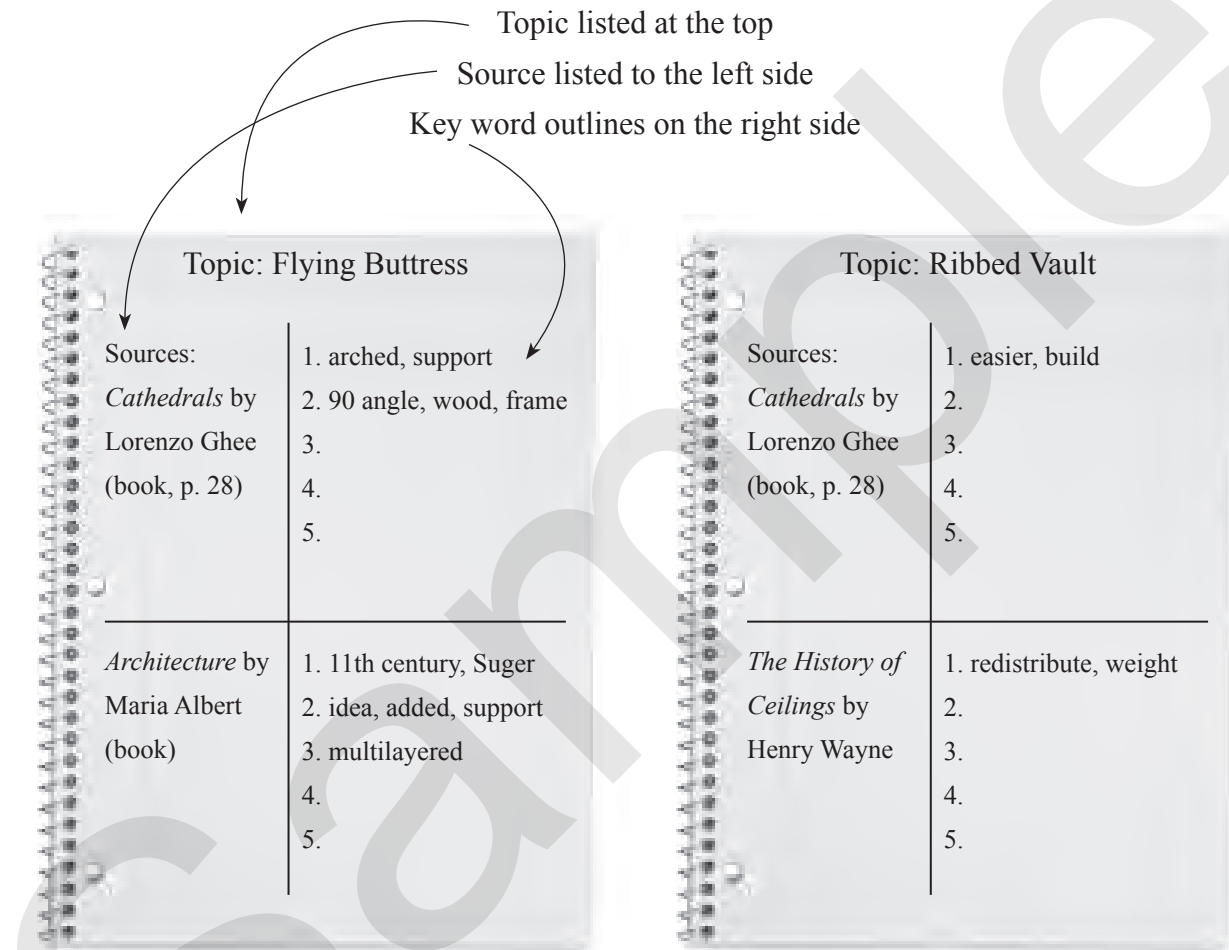 Topic listed at the top
Source listed to the left side
Key word outlines on the right side
Topic: Flying Buttress
Sources:
Cathedrals by
Lorenzo Ghee
(book, p. 28)
1. arched, support
2. 90 angle, wood, frame
3.
4.
5.
Architecture by
Maria Albert
(book)
1. 11th century, Suger
2. idea, added, support
3. multilayered
4.
5.
Topic: Ribbed Vault
Sources:
Cathedrals by
Lorenzo Ghee
(book, p. 28)
1. easier, build
2.
3.
4.
5.
The History of
Ceilings by
Henry Wayne
1. redistribute, weight
2.
3.
4.
5.
Sample